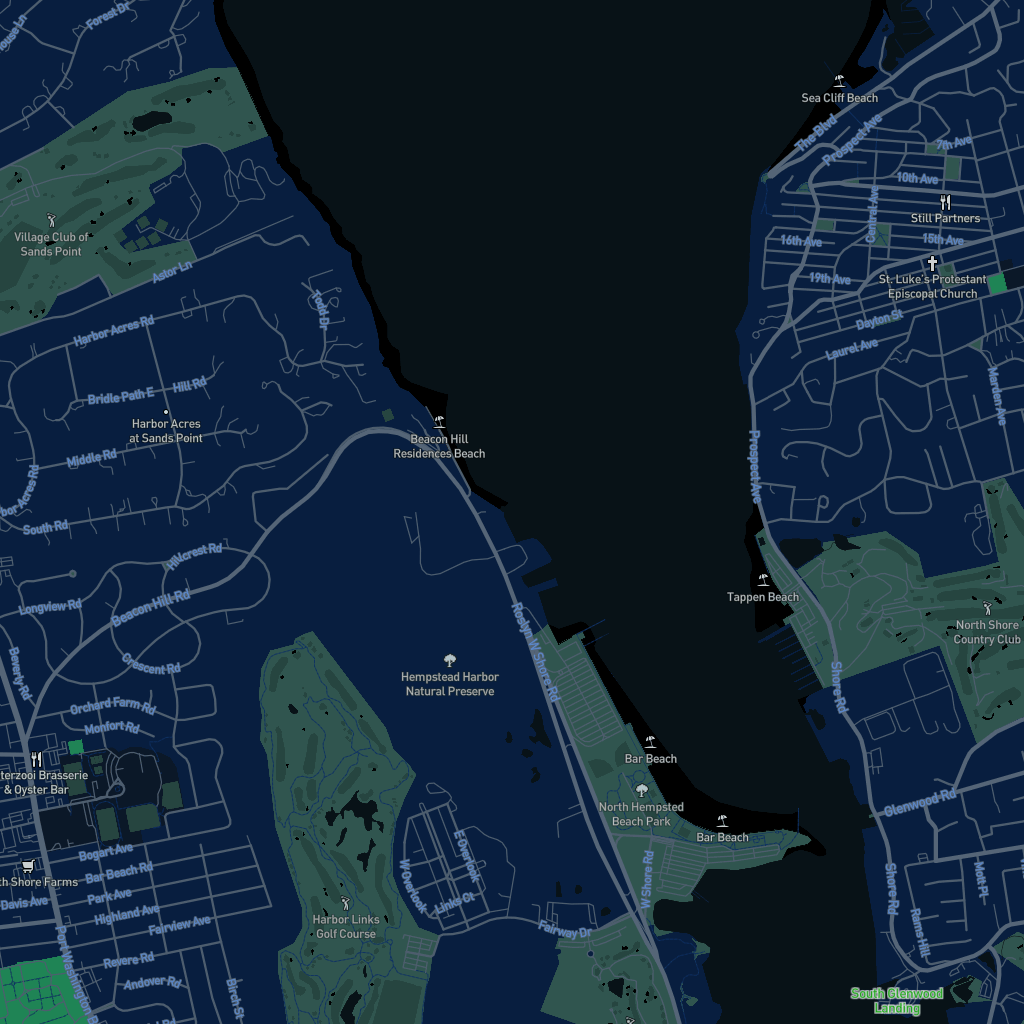 Forest Dr
Sea Cliff Beach
The Blvd
Prospect Ave
7th Ave
10th Ave
Central Ave
Still Partners
Village Club of
Sands Point
16th Ave
15th Ave
Astor Ln
19th Ave
St. Luke's Protestant
Episcopal Church
Todd Dr
Harbor Acres Rd
Dayton St
Laurel Ave
Bridle Path E
Hill Rd
Marden Ave
Harbor Acres
at Sands Point
Beacon Hill
Residences Beach
Middle Rd
Prospect Ave
bor Acres Rd
South Rd
Hillcrest Rd
Longview Rd
Beacon Hill Rd
Tappen Beach
North Shore
Country Club
Roslyn W Shore Rd
Crescent Rd
Beverly Rd
Hempstead Harbor
Natural Preserve
Shore Rd
Orchard Farm Rd
Monfort Rd
Bar Beach
terzooi Brasserie
& Oyster Bar
North Hempsted
Beach Park
Glenwood Rd
Bar Beach
Bogart Ave
E Overlook
W Overlook
th Shore Farms
Bar Beach Rd
W Shore Rd
Shore Rd
Mott Pl
Davis Ave
Park Ave
Links Ct
Highland Ave
Harbor Links
Golf Course
Fairview Ave
Fairway Dr
Rams Hill
Port Washington B
Revere Rd
Andover Rd
Birch St
South Glenwood
Landing